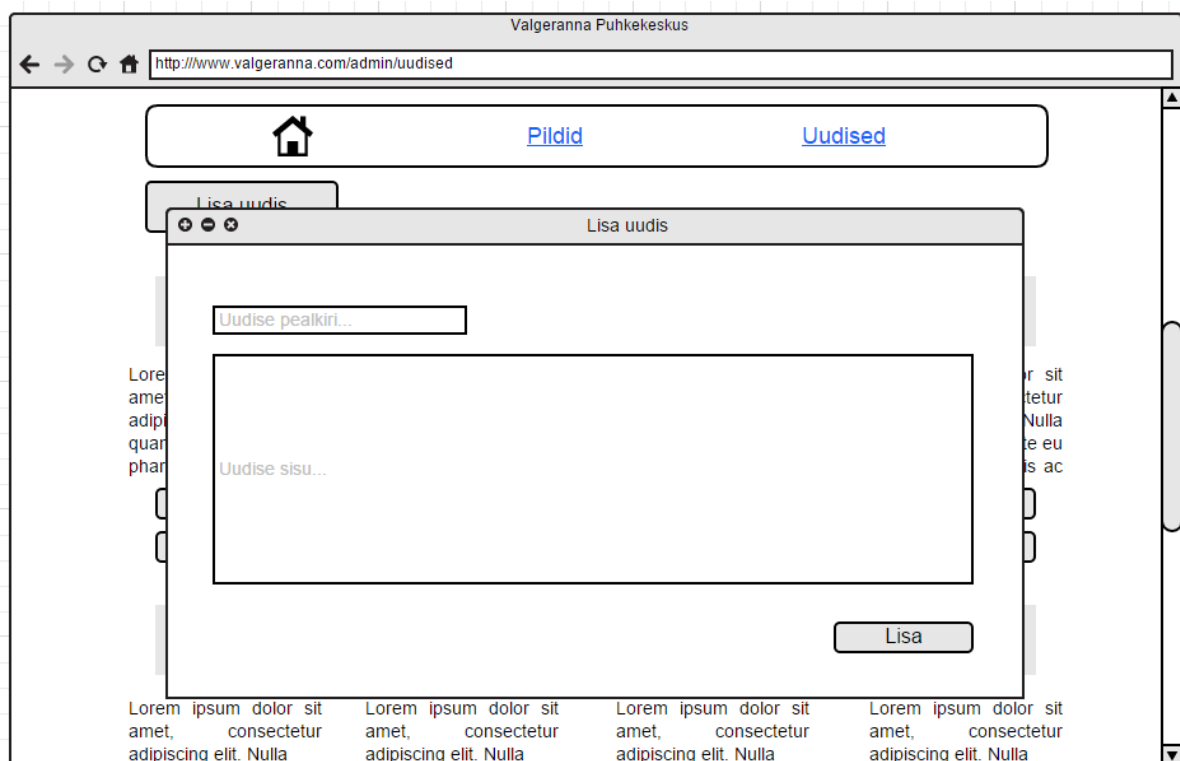 Valgeranna Puhkekeskus
http:///www.valgeranna.com/admin/uudised
Pildid
Uudised
Lisa uudis
Lisa uudis
Uudise pealkiri...
Uudise sisu...
Lisa
Lore
ame
adipi
quar
phar
r sit
tetur
Nulla
te eu
is ac
Lorem ipsum dolor sit
amet, consectetur
adipiscing elit. Nulla
Lorem ipsum dolor sit
amet, consectetur
adipiscing elit. Nulla
Lorem ipsum dolor sit
amet, consectetur
adipiscing elit. Nulla
Lorem ipsum dolor sit
amet, consectetur
adipiscing elit. Nulla